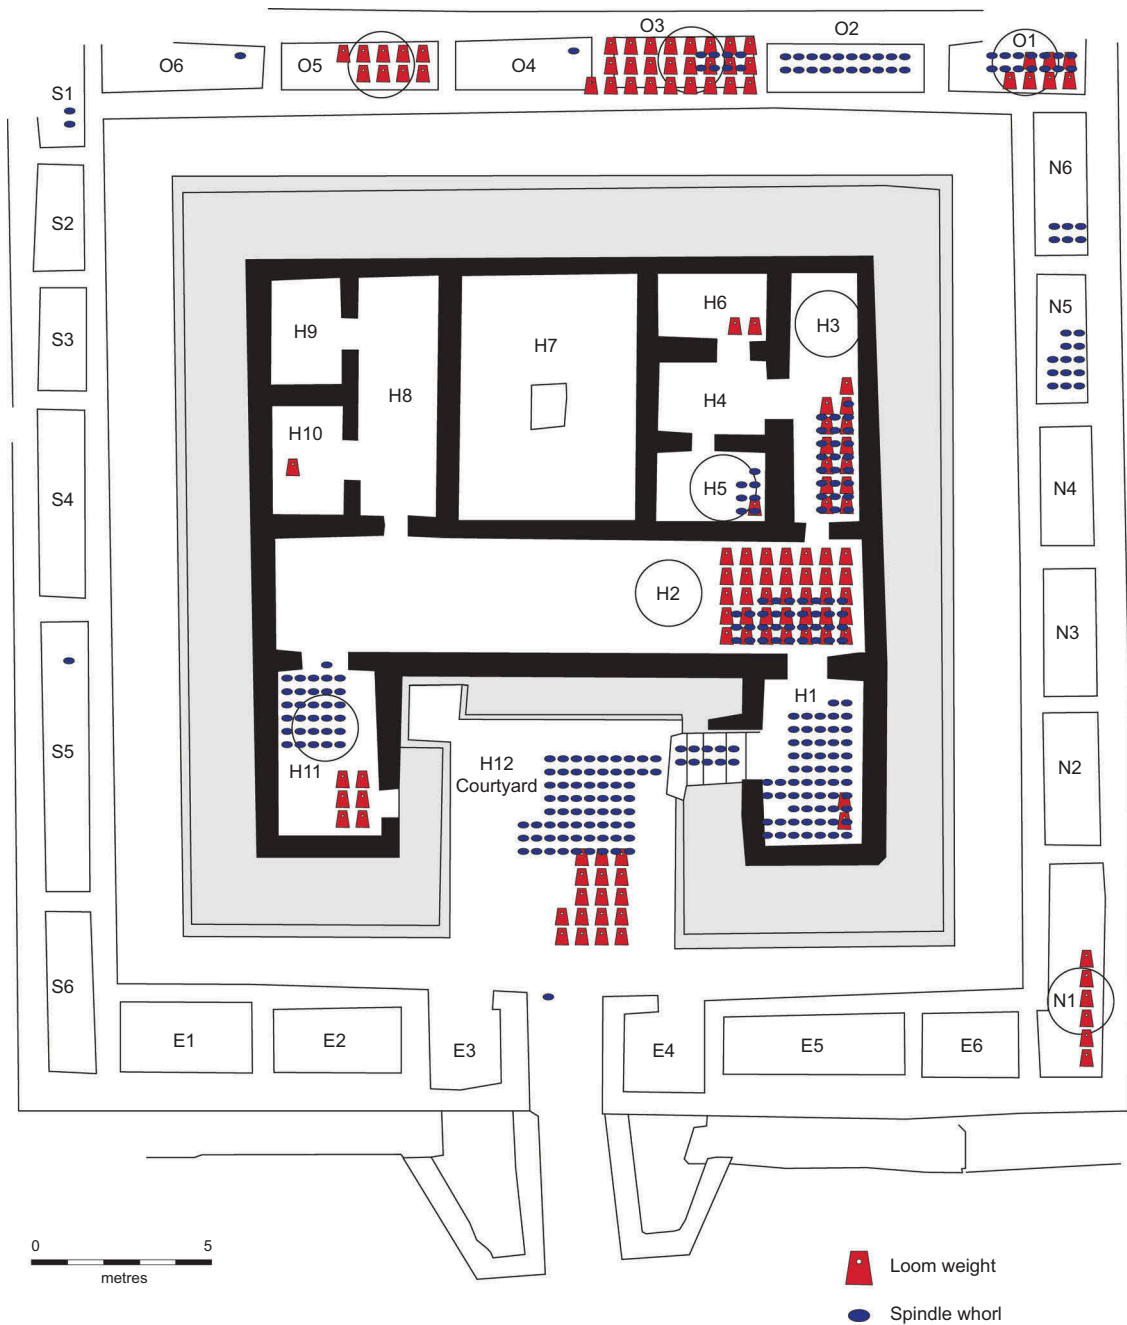 O6
O5
O4
O3
O2
O1
S1
S2
S3
S4
S5
S6
N6
N5
N4
N3
N2
N1
H9
H10
H8
H7
H6
H4
H5
H3
H2
H1
H11
H12
Courtyard
E1
E2
E3
E4
E5
E6
0 5
metres
Loom weight
Spindle whorl